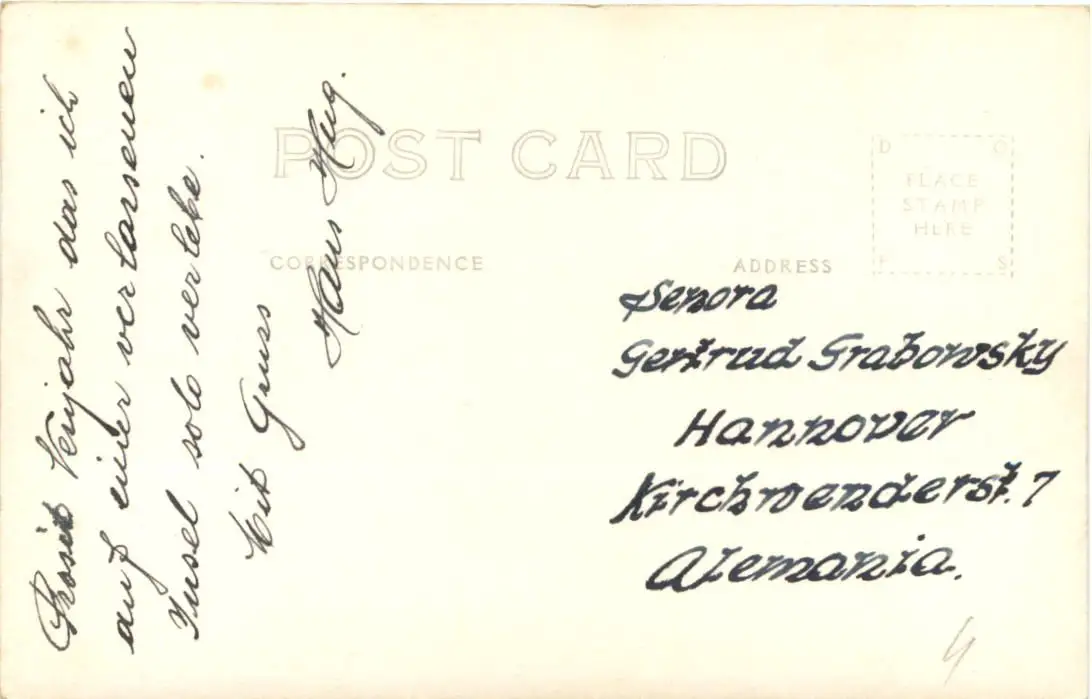 Prosit Neujahr das ich
auf einer verlassenen
Insel solo verlebe.
Mit Gruss
Hans Hug.
POST CARD
CORRESPONDENCE
ADDRESS
PLACE
STAMP
HERE
D O
P S
Senora
Gertrud Grabowsky
Hannover
Kirchwenderst. 7
Alemania.
4